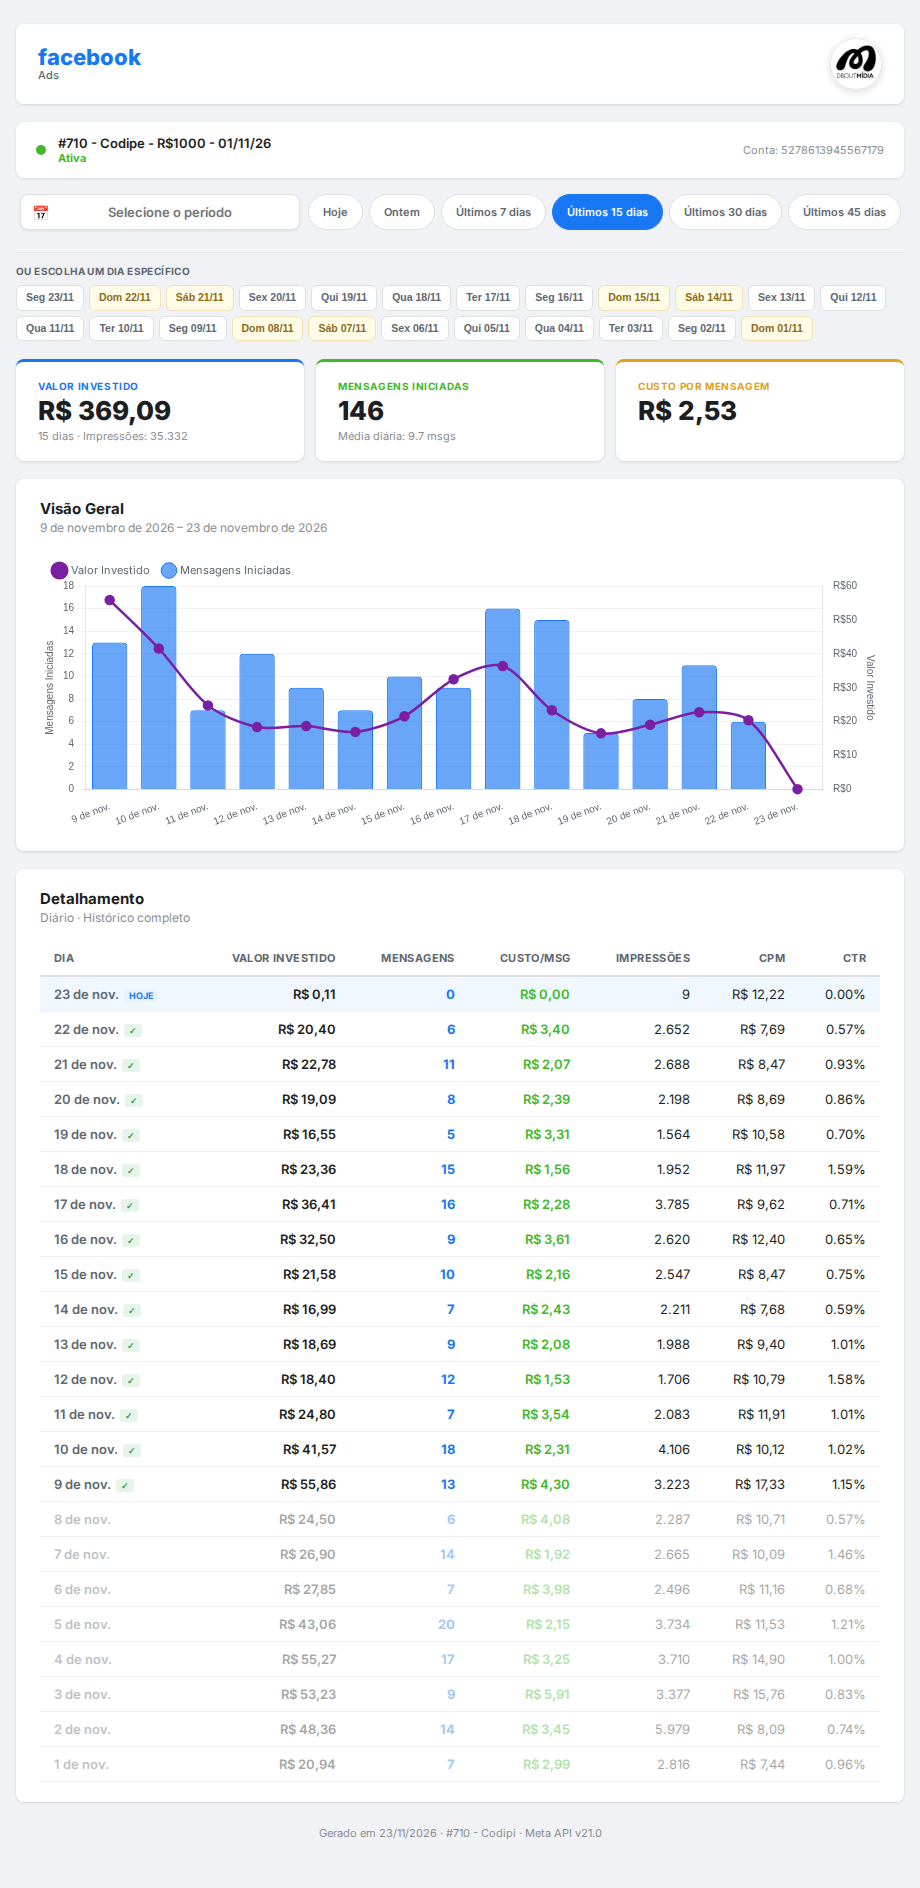 facebook
Ads
DBOUTMÍDIA
#710 - Codipe - R$1000 - 01/11/26
Ativa
Conta: 5278613945567179
Selecione o período
Hoje
Ontem
Últimos 7 dias
Últimos 15 dias
Últimos 30 dias
Últimos 45 dias
OU ESCOLHA UM DIA ESPECÍFICO
Seg 23/11 Dom 22/11 Sáb 21/11 Sex 20/11 Qui 19/11 Qua 18/11 Ter 17/11 Seg 16/11 Dom 15/11 Sáb 14/11 Sex 13/11 Qui 12/11
Qua 11/11 Ter 10/11 Seg 09/11 Dom 08/11 Sáb 07/11 Sex 06/11 Qui 05/11 Qua 04/11 Ter 03/11 Seg 02/11 Dom 01/11
VALOR INVESTIDO
R$ 369,09
15 dias · Impressões: 35.332
MENSAGENS INICIADAS
146
Média diária: 9.7 msgs
CUSTO POR MENSAGEM
R$ 2,53
Visão Geral
9 de novembro de 2026 – 23 de novembro de 2026
Valor Investido Mensagens Iniciadas
Mensagens Iniciadas
18
16
14
12
10
8
6
4
2
0
R$60
R$50
R$40
R$30
R$20
R$10
R$0
Valor Investido
9 de nov. 10 de nov. 11 de nov. 12 de nov. 13 de nov. 14 de nov. 15 de nov. 16 de nov. 17 de nov. 18 de nov. 19 de nov. 20 de nov. 21 de nov. 22 de nov. 23 de nov.
Detalhamento
Diário · Histórico completo
DIA VALOR INVESTIDO MENSAGENS CUSTO/MSG IMPRESSÕES CPM CTR
23 de nov. HOJE R$ 0,11 0 R$ 0,00 9 R$ 12,22 0.00%
22 de nov. ✓ R$ 20,40 6 R$ 3,40 2.652 R$ 7,69 0.57%
21 de nov. ✓ R$ 22,78 11 R$ 2,07 2.688 R$ 8,47 0.93%
20 de nov. ✓ R$ 19,09 8 R$ 2,39 2.198 R$ 8,69 0.86%
19 de nov. ✓ R$ 16,55 5 R$ 3,31 1.564 R$ 10,58 0.70%
18 de nov. ✓ R$ 23,36 15 R$ 1,56 1.952 R$ 11,97 1.59%
17 de nov. ✓ R$ 36,41 16 R$ 2,28 3.785 R$ 9,62 0.71%
16 de nov. ✓ R$ 32,50 9 R$ 3,61 2.620 R$ 12,40 0.65%
15 de nov. ✓ R$ 21,58 10 R$ 2,16 2.547 R$ 8,47 0.75%
14 de nov. ✓ R$ 16,99 7 R$ 2,43 2.211 R$ 7,68 0.59%
13 de nov. ✓ R$ 18,69 9 R$ 2,08 1.988 R$ 9,40 1.01%
12 de nov. ✓ R$ 18,40 12 R$ 1,53 1.706 R$ 10,79 1.58%
11 de nov. ✓ R$ 24,80 7 R$ 3,54 2.083 R$ 11,91 1.01%
10 de nov. ✓ R$ 41,57 18 R$ 2,31 4.106 R$ 10,12 1.02%
9 de nov. ✓ R$ 55,86 13 R$ 4,30 3.223 R$ 17,33 1.15%
8 de nov. R$ 24,50 6 R$ 4,08 2.287 R$ 10,71 0.57%
7 de nov. R$ 26,90 14 R$ 1,92 2.665 R$ 10,09 1.46%
6 de nov. R$ 27,85 7 R$ 3,98 2.496 R$ 11,16 0.68%
5 de nov. R$ 43,06 20 R$ 2,15 3.734 R$ 11,53 1.21%
4 de nov. R$ 55,27 17 R$ 3,25 3.710 R$ 14,90 1.00%
3 de nov. R$ 53,23 9 R$ 5,91 3.377 R$ 15,76 0.83%
2 de nov. R$ 48,36 14 R$ 3,45 5.979 R$ 8,09 0.74%
1 de nov. R$ 20,94 7 R$ 2,99 2.816 R$ 7,44 0.96%
Gerado em 23/11/2026 · #710 - Codipi · Meta API v21.0